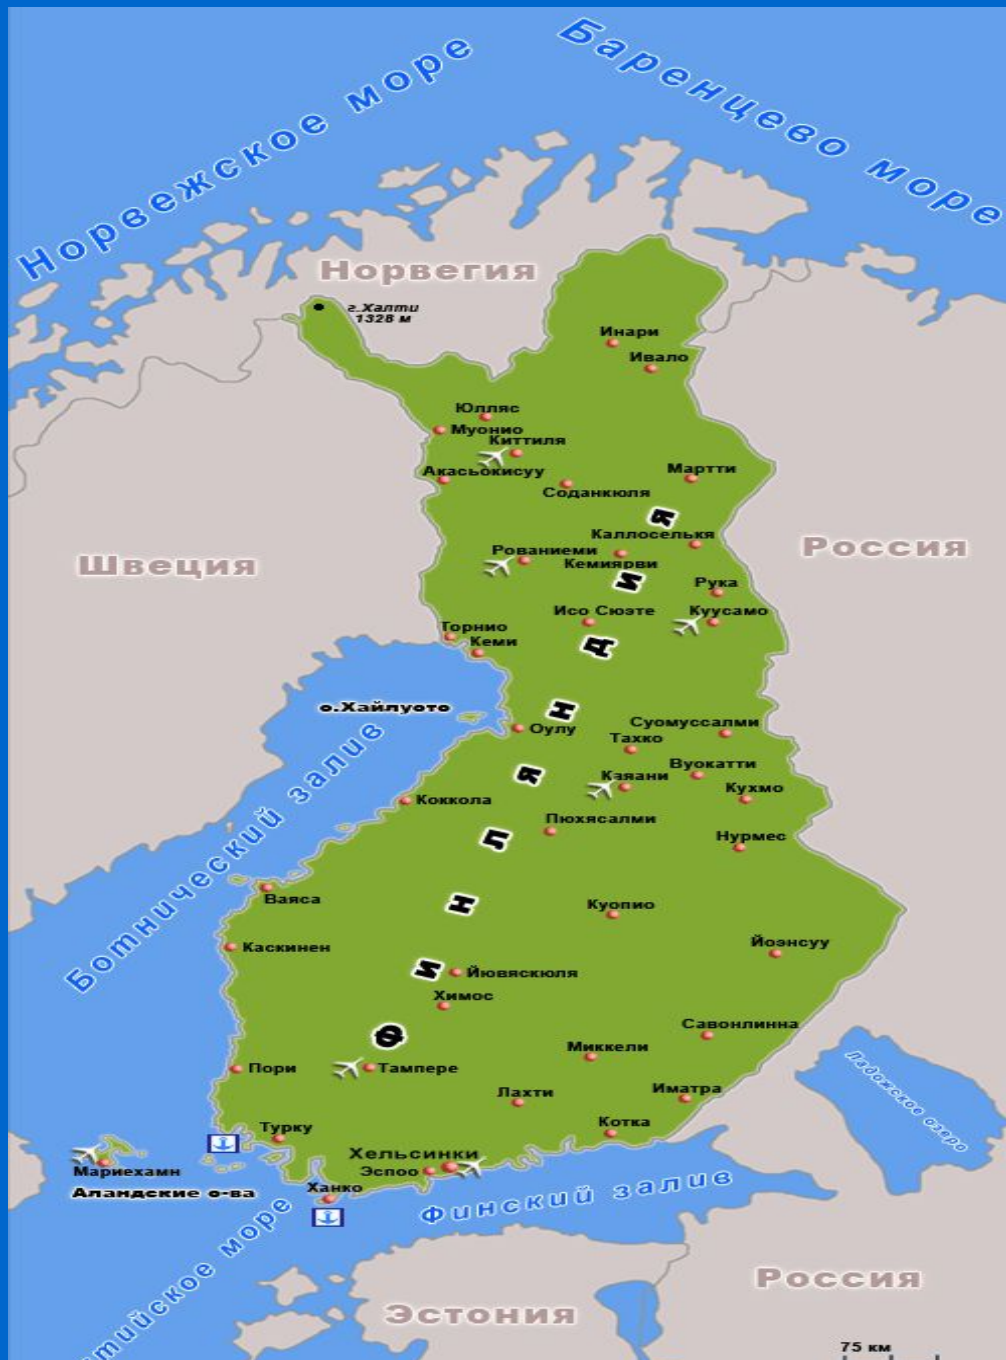 Норвежское море
Баренцево море
Норвегия
г.Халти
1328 м
Инари
Ивало
Юлляс
Муонио
Киттиля
Акасьокисуу
Мартти
Соданкюля
Каллоселькя
Россия
Швеция
Рованиеми
Кемиярви
Рука
Исо Сюэте
Куусамо
Торнио
Кеми
о.Хайлуото
Оулу
Суомуссалми
Тахко
Вуокатти
Каяани
Кухмо
Коккола
Пюхясалми
Нурмес
Ботнический залив
Финляндия
Вааса
Куопио
Каскинен
Йоэнсуу
Йювяскюля
Химос
Савонлинна
Миккели
Ладожское озеро
Пори
Тампере
Лахти
Иматра
Котка
Турку
Хельсинки
Эспоо
Мариехамн
Аландские о-ва
Ханко
Финский залив
тийское море
Россия
Эстония
75 км